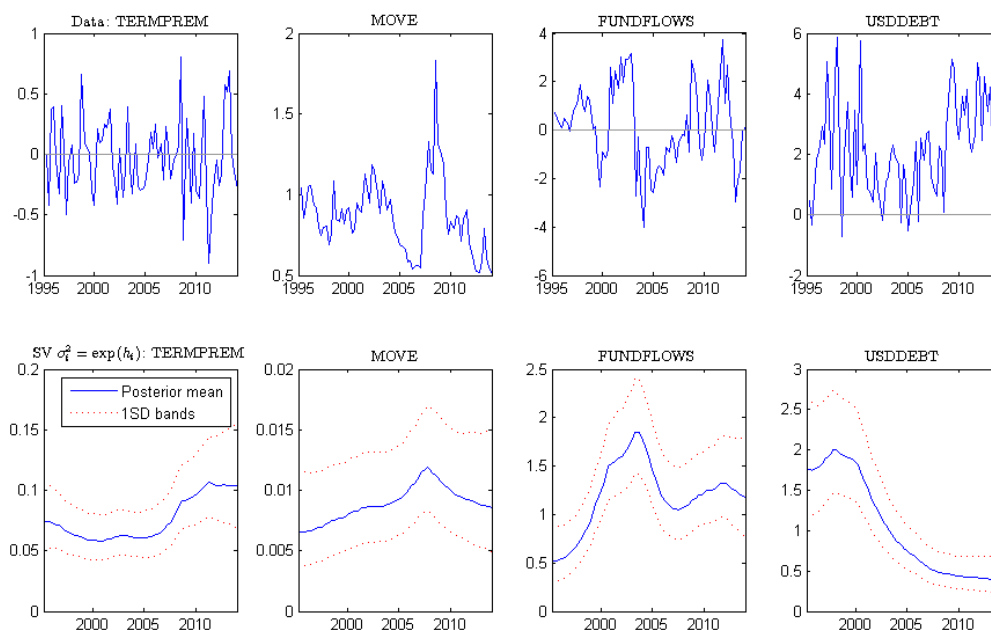 Data: TERMPREM
MOVE
FUNDFLOWS
USDDEBT
1
0.5
0
-0.5
-1
1995 2000 2005 2010
2
1.5
1
0.5
1995 2000 2005 2010
4
2
0
-2
-4
-6
1995 2000 2005 2010
6
4
2
0
-2
1995 2000 2005 2010
SV σ_t^2 = exp(h_t): TERMPREM
MOVE
FUNDFLOWS
USDDEBT
0.2
0.15
0.1
0.05
0
Posterior mean
1SD bands
2000 2005 2010
0.02
0.015
0.01
0.005
0
2000 2005 2010
2.5
2
1.5
1
0.5
0
2000 2005 2010
3
2.5
2
1.5
1
0.5
0
2000 2005 2010